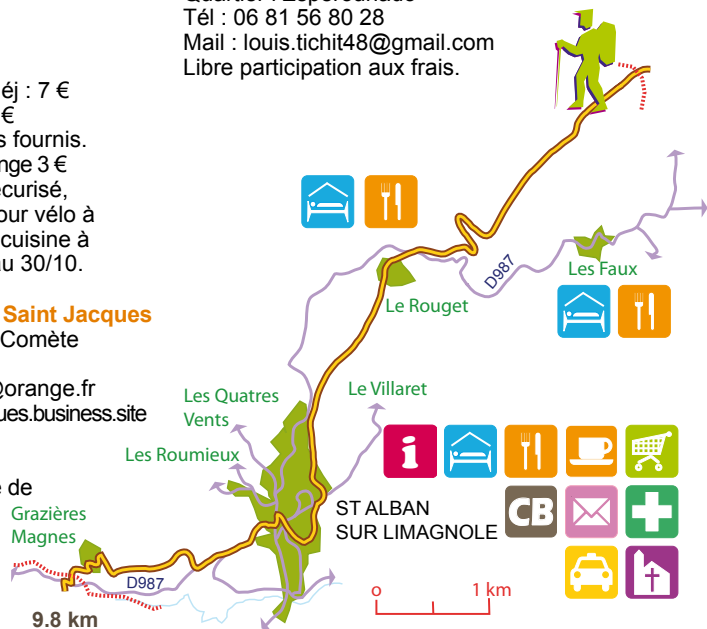 Tél : 06 81 56 80 28
Mail : louis.tichit48@gmail.com
Libre participation aux frais.
éj : 7 €
€
s fournis.
nge 3 €
écurisé,
our vélo à
cuisine à
au 30/10.
Saint Jacques
Comète
@orange.fr
ues.business.site
e de
D987
Les Faux
Le Rouget
Les Quatres
Vents
Le Villaret
Les Roumieux
i
ST ALBAN
SUR LIMAGNOLE
CB
Grazières
Magnes
D987
9.8 km
o 1 km